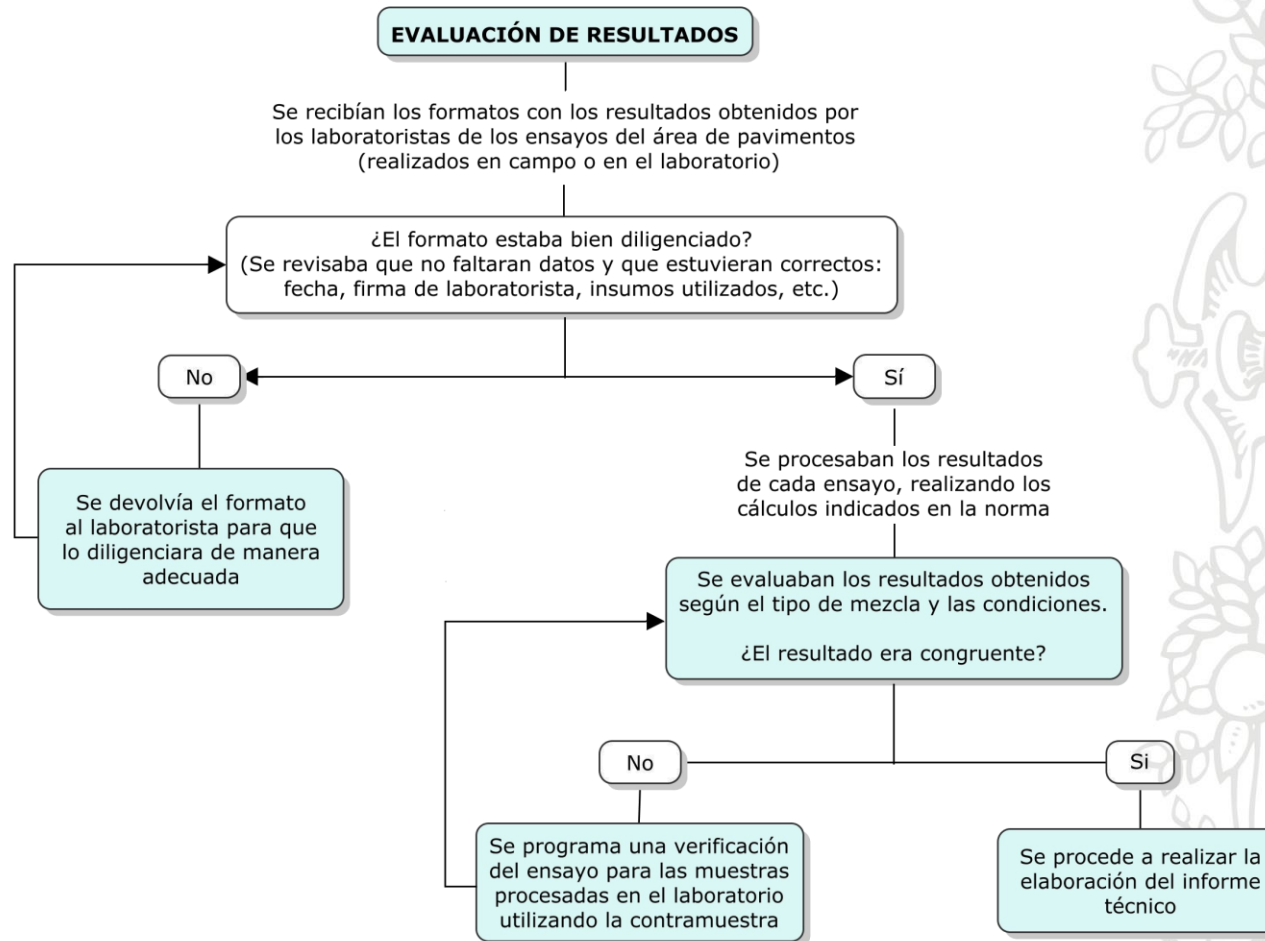 EVALUACIÓN DE RESULTADOS
Se recibían los formatos con los resultados obtenidos por
los laboratoristas de los ensayos del área de pavimentos
(realizados en campo o en el laboratorio)
¿El formato estaba bien diligenciado?
(Se revisaba que no faltaran datos y que estuvieran correctos:
fecha, firma de laboratorista, insumos utilizados, etc.)
No
Sí
Se devolvía el formato
al laboratorista para que
lo diligenciara de manera
adecuada
Se procesaban los resultados
de cada ensayo, realizando los
cálculos indicados en la norma
Se evaluaban los resultados obtenidos
según el tipo de mezcla y las condiciones.
¿El resultado era congruente?
No
Si
Se programa una verificación
del ensayo para las muestras
procesadas en el laboratorio
utilizando la contramuestra
Se procede a realizar la
elaboración del informe
técnico